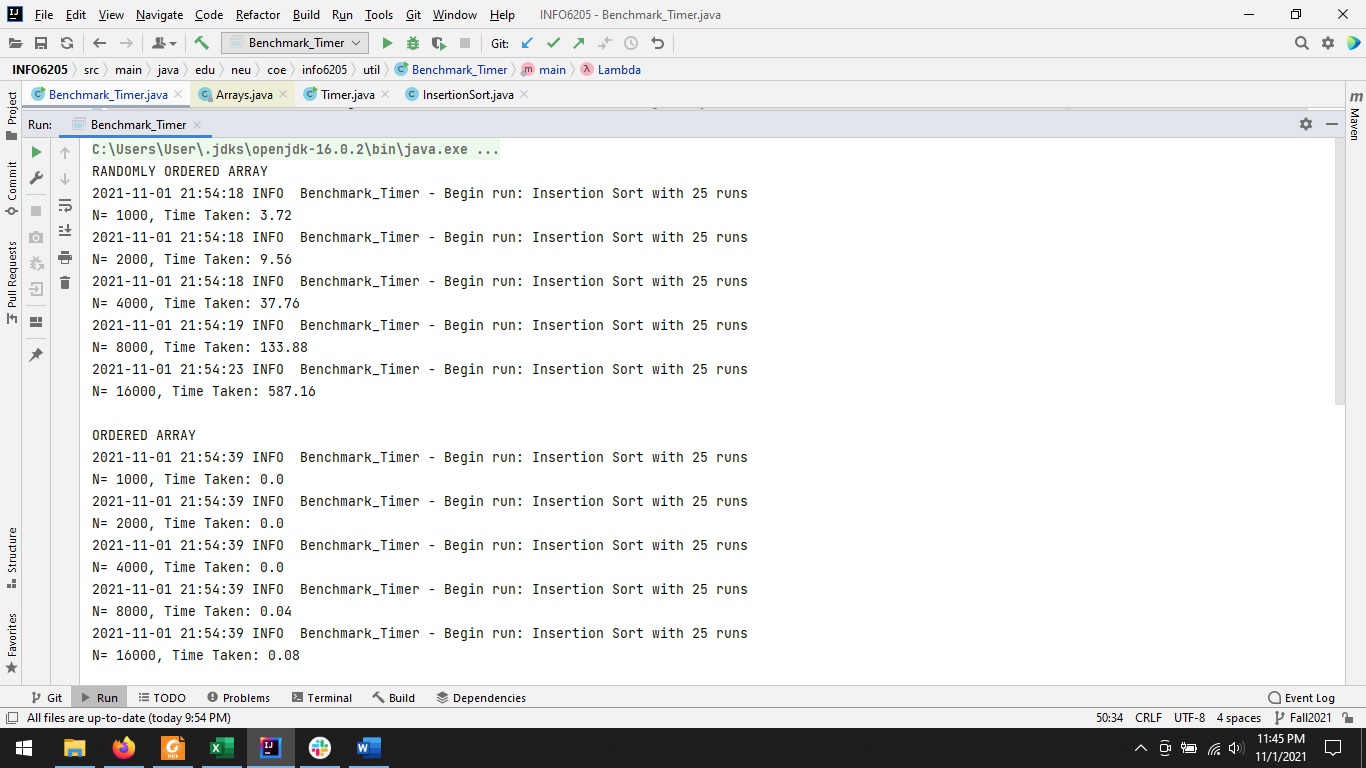 File Edit View Navigate Code Refactor Build Run Tools Git Window Help INFO6205 - Benchmark_Timer.java
Benchmark_Timer Git:
INFO6205 src main java edu neu coe info6205 util Benchmark_Timer main Lambda
Benchmark_Timer.java Arrays.java Timer.java InsertionSort.java
Run: Benchmark_Timer
C:\Users\User\.jdks\openjdk-16.0.2\bin\java.exe ...
RANDOMLY ORDERED ARRAY
2021-11-01 21:54:18 INFO  Benchmark_Timer - Begin run: Insertion Sort with 25 runs
N= 1000, Time Taken: 3.72
2021-11-01 21:54:18 INFO  Benchmark_Timer - Begin run: Insertion Sort with 25 runs
N= 2000, Time Taken: 9.56
2021-11-01 21:54:18 INFO  Benchmark_Timer - Begin run: Insertion Sort with 25 runs
N= 4000, Time Taken: 37.76
2021-11-01 21:54:19 INFO  Benchmark_Timer - Begin run: Insertion Sort with 25 runs
N= 8000, Time Taken: 133.88
2021-11-01 21:54:23 INFO  Benchmark_Timer - Begin run: Insertion Sort with 25 runs
N= 16000, Time Taken: 587.16
ORDERED ARRAY
2021-11-01 21:54:39 INFO  Benchmark_Timer - Begin run: Insertion Sort with 25 runs
N= 1000, Time Taken: 0.0
2021-11-01 21:54:39 INFO  Benchmark_Timer - Begin run: Insertion Sort with 25 runs
N= 2000, Time Taken: 0.0
2021-11-01 21:54:39 INFO  Benchmark_Timer - Begin run: Insertion Sort with 25 runs
N= 4000, Time Taken: 0.0
2021-11-01 21:54:39 INFO  Benchmark_Timer - Begin run: Insertion Sort with 25 runs
N= 8000, Time Taken: 0.04
2021-11-01 21:54:39 INFO  Benchmark_Timer - Begin run: Insertion Sort with 25 runs
N= 16000, Time Taken: 0.08
Project
Commit
Pull Requests
Structure
Favorites
Maven
Git Run TODO Problems Terminal Build Dependencies Event Log
All files are up-to-date (today 9:54 PM) 50:34 CRLF UTF-8 4 spaces Fall2021
11:45 PM
11/1/2021